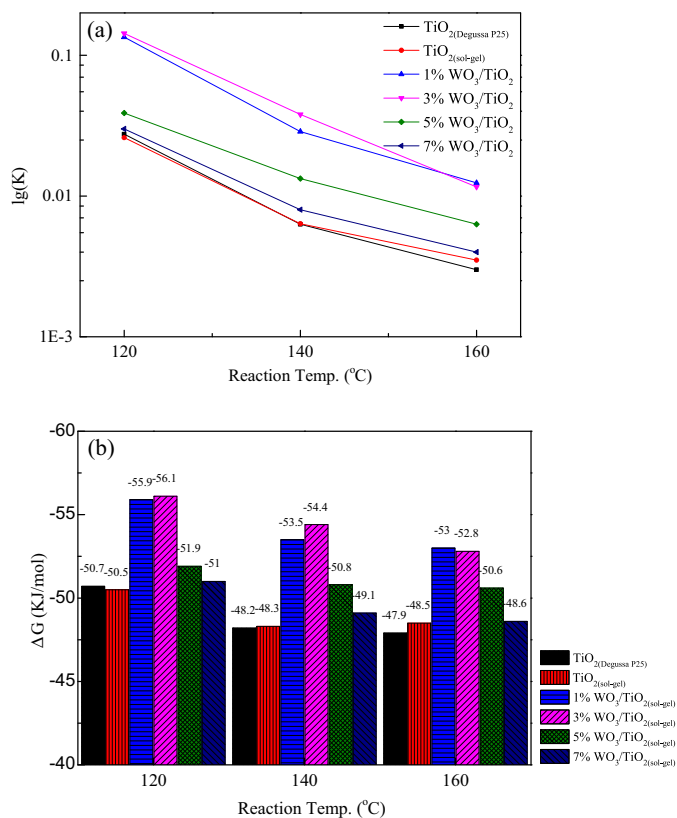 (a)
TiO2(Degussa P25)
TiO2(sol-gel)
1% WO3/TiO2
3% WO3/TiO2
5% WO3/TiO2
7% WO3/TiO2
0.1
0.01
1E-3
lg(K)
120 140 160
Reaction Temp. (°C)
(b)
-60
-55
-50
-45
-40
ΔG (KJ/mol)
-50.7 -50.5 -55.9 -56.1 -51.9 -51
-48.2 -48.3 -53.5 -54.4 -50.8 -49.1
-47.9 -48.5 -53 -52.8 -50.6 -48.6
120 140 160
Reaction Temp. (°C)
TiO2(Degussa P25)
TiO2(sol-gel)
1% WO3/TiO2(sol-gel)
3% WO3/TiO2(sol-gel)
5% WO3/TiO2(sol-gel)
7% WO3/TiO2(sol-gel)